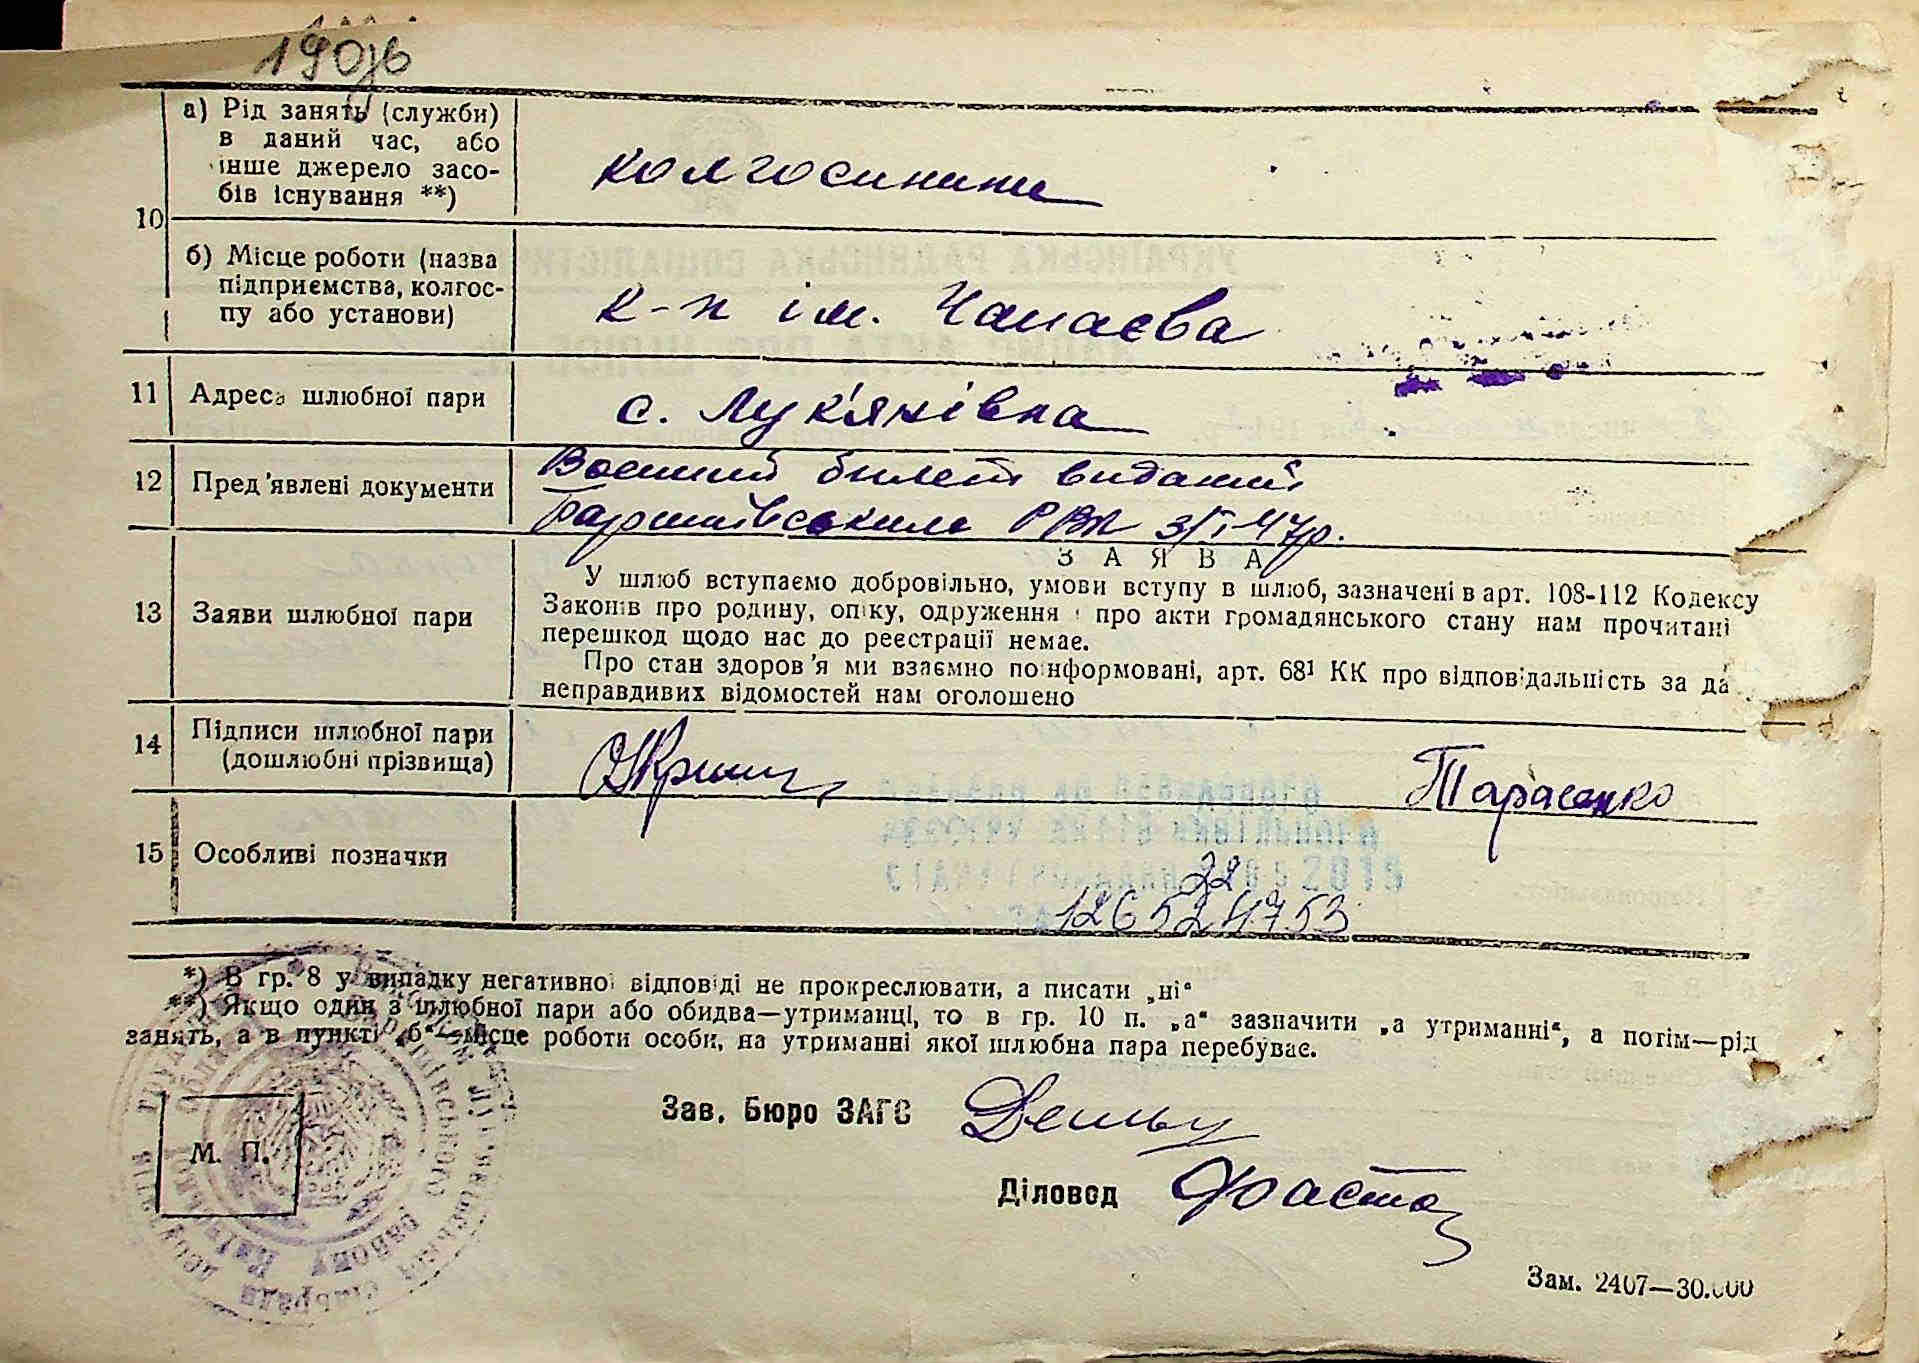 а) Рід занять (служби)
в даний час, або
інше джерело засо-
бів існування **)
колгоспники
10
б) Місце роботи (назва
підприємства, колгос-
пу або установи)
к-п ім. Чапаєва
11 Адреса шлюбної пари с. Лук'янівка
12 Пред'явлені документи Воєнний билет виданий
Баришівським РВК 3/I-47р.
ЗАЯВА
13 Заяви шлюбної пари
У шлюб вступаємо добровільно, умови вступу в шлюб, зазначені в арт. 108-112 Кодексу
Законів про родину, опіку, одруження і про акти громадянського стану нам прочитані
перешкод щодо нас до реєстрації немає.
Про стан здоров'я ми взаємно поінформовані, арт. 68¹ КК про відповідальність за да
неправдивих відомостей нам оголошено
14 Підписи шлюбної пари
(дошлюбні прізвища)
Тарасенко
15 Особливі позначки
22
*) В гр. 8 у випадку негативної відповіді не прокреслювати, а писати „ні“
**) Якщо один з шлюбної пари або обидва—утриманці, то в гр. 10 п. „а“ зазначити „а утриманні“, а потім—рід
занять, а в пункті „б“—місце роботи особи, на утриманні якої шлюбна пара перебуває.
Зав. Бюро ЗАГС
М. П.
Діловод
Зам. 2407—30.000